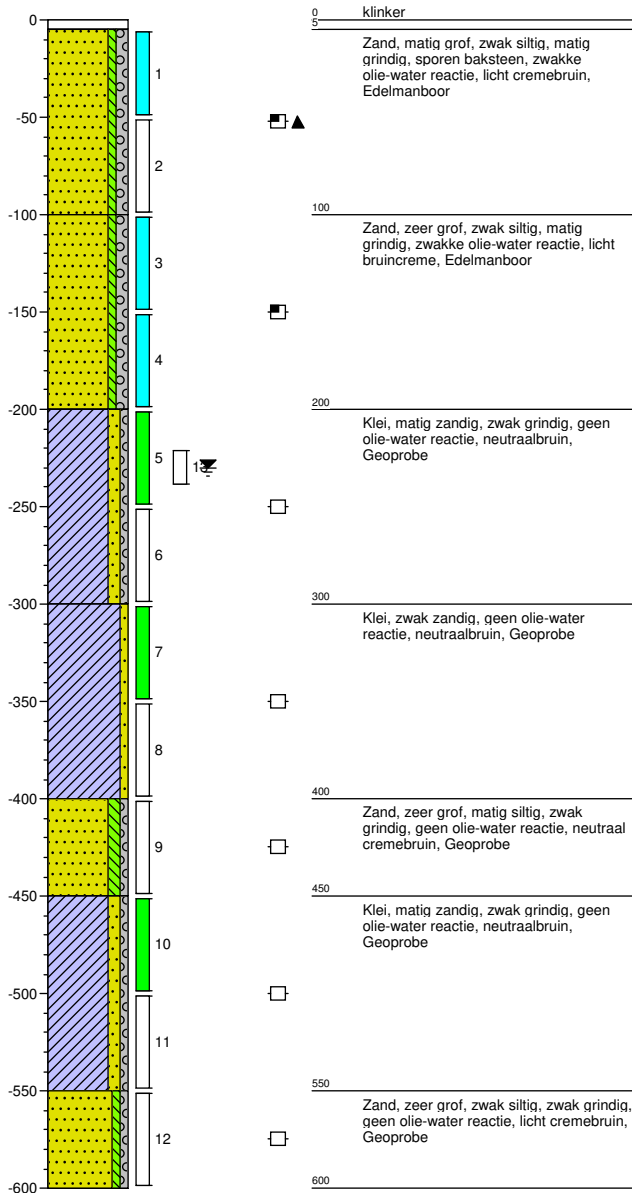 0
-50
-100
-150
-200
-250
-300
-350
-400
-450
-500
-550
-600
1
2
3
4
5
6
7
8
9
10
11
12
0
klinker
5
Zand, matig grof, zwak siltig, matig
grindig, sporen baksteen, zwakke
olie-water reactie, licht cremebruin,
Edelmanboor
100
Zand, zeer grof, zwak siltig, matig
grindig, zwakke olie-water reactie, licht
bruincreme, Edelmanboor
200
Klei, matig zandig, zwak grindig, geen
olie-water reactie, neutraalbruin,
Geoprobe
300
Klei, zwak zandig, geen olie-water
reactie, neutraalbruin, Geoprobe
400
Zand, zeer grof, matig siltig, zwak
grindig, geen olie-water reactie, neutraal
cremebruin, Geoprobe
450
Klei, matig zandig, zwak grindig, geen
olie-water reactie, neutraalbruin,
Geoprobe
550
Zand, zeer grof, zwak siltig, zwak grindig,
geen olie-water reactie, licht cremebruin,
Geoprobe
600